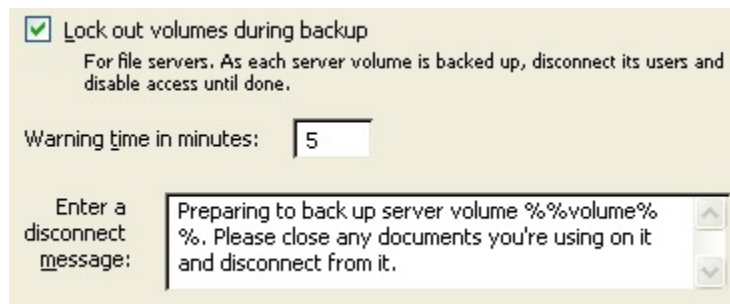 Lock out volumes during backup
For file servers. As each server volume is backed up, disconnect its users and
disable access until done.
Warning time in minutes: 5
Enter a
disconnect
message:
Preparing to back up server volume %%volume%
%. Please close any documents you're using on it
and disconnect from it.